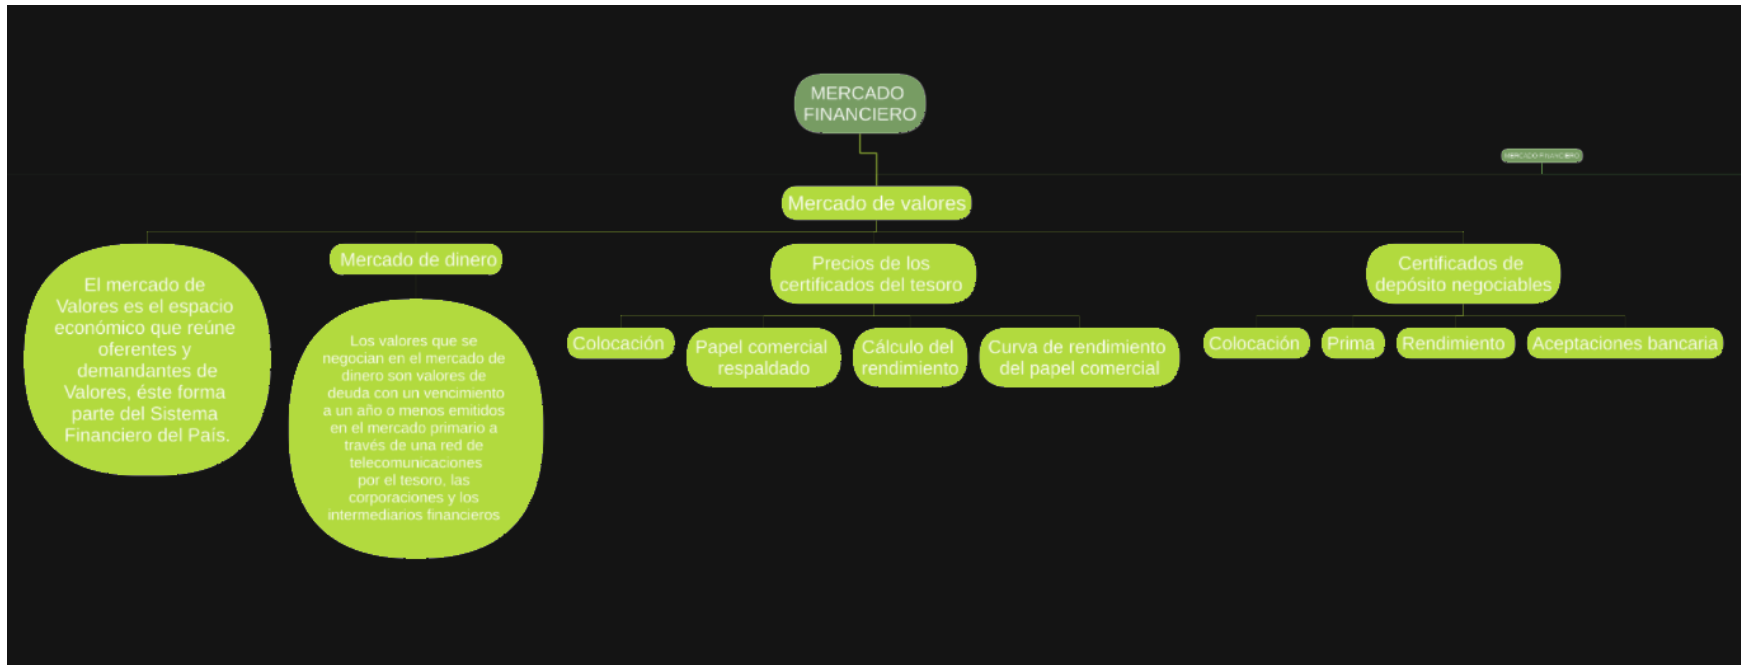 MERCADO
FINANCIERO
MERCADO FINANCIERO
Mercado de valores
El mercado de
Valores es el espacio
económico que reúne
oferentes y
demandantes de
Valores, éste forma
parte del Sistema
Financiero del País.
Mercado de dinero
Los valores que se
negocian en el mercado de
dinero son valores de
deuda con un vencimiento
a un año o menos emitidos
en el mercado primario a
través de una red de
telecomunicaciones
por el tesoro, las
corporaciones y los
intermediarios financieros
Precios de los
certificados del tesoro
Colocación
Papel comercial
respaldado
Cálculo del
rendimiento
Curva de rendimiento
del papel comercial
Certificados de
depósito negociables
Colocación
Prima
Rendimiento
Aceptaciones bancaria